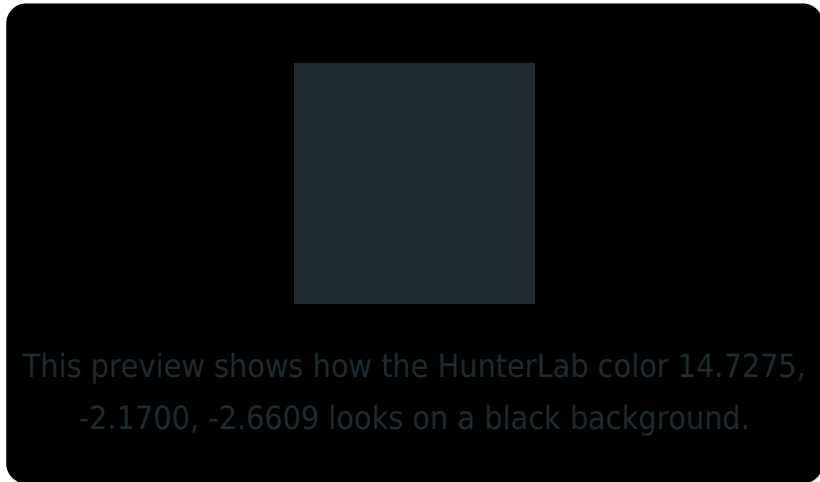 This preview shows how the HunterLab color 14.7275,
-2.1700, -2.6609 looks on a black background.